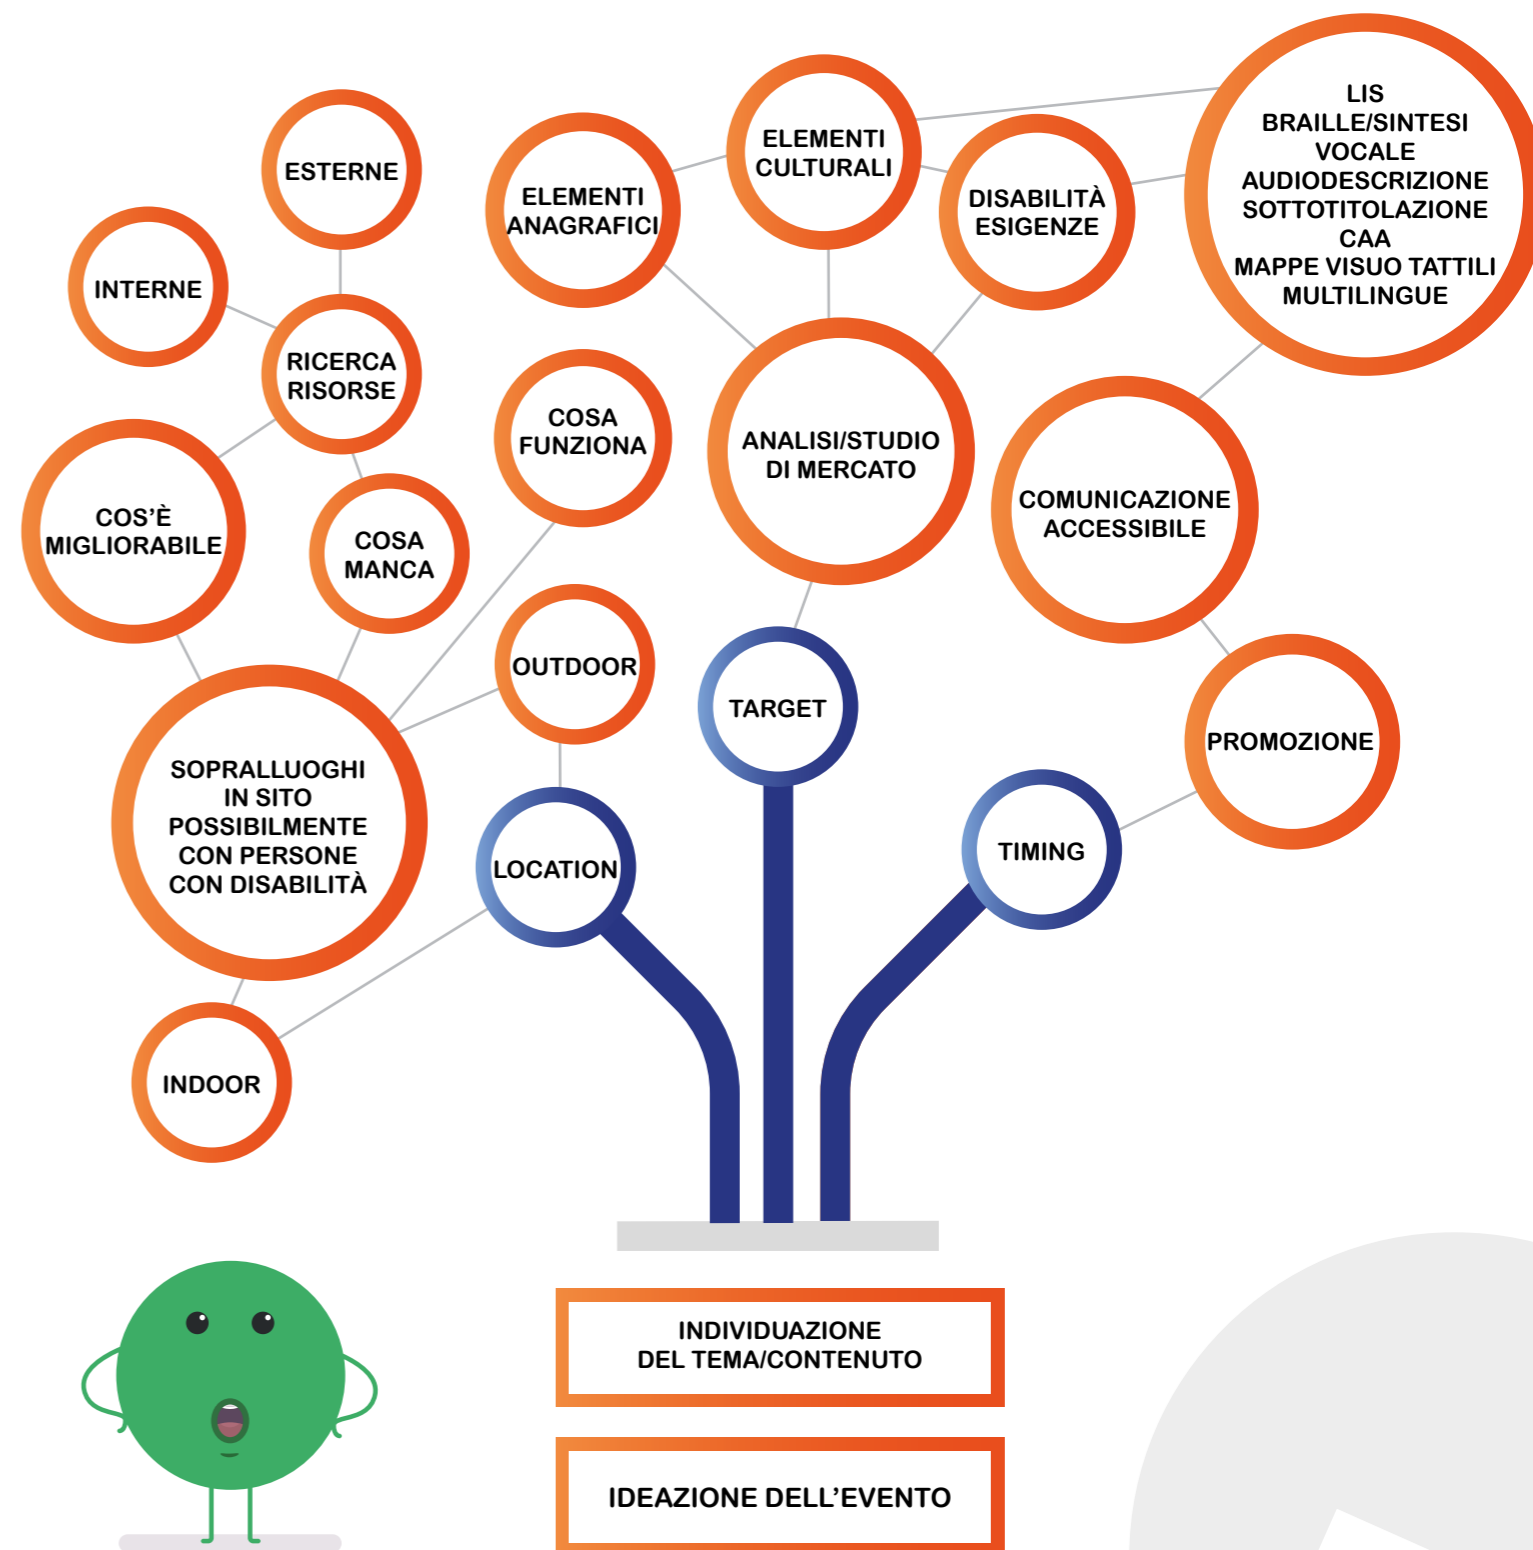 LIS
BRAILLE/SINTESI
VOCALE
AUDIODESCRIZIONE
SOTTOTITOLAZIONE
CAA
MAPPE VISUO TATTILI
MULTILINGUE
ELEMENTI
CULTURALI
ESTERNE
ELEMENTI
ANAGRAFICI
DISABILITÀ
ESIGENZE
INTERNE
RICERCA
RISORSE
COSA
FUNZIONA
ANALISI/STUDIO
DI MERCATO
COMUNICAZIONE
ACCESSIBILE
COS’È
MIGLIORABILE
COSA
MANCA
OUTDOOR
TARGET
PROMOZIONE
SOPRALLUOGHI
IN SITO
POSSIBILMENTE
CON PERSONE
CON DISABILITÀ
LOCATION
TIMING
INDOOR
INDIVIDUAZIONE
DEL TEMA/CONTENUTO
IDEAZIONE DELL’EVENTO